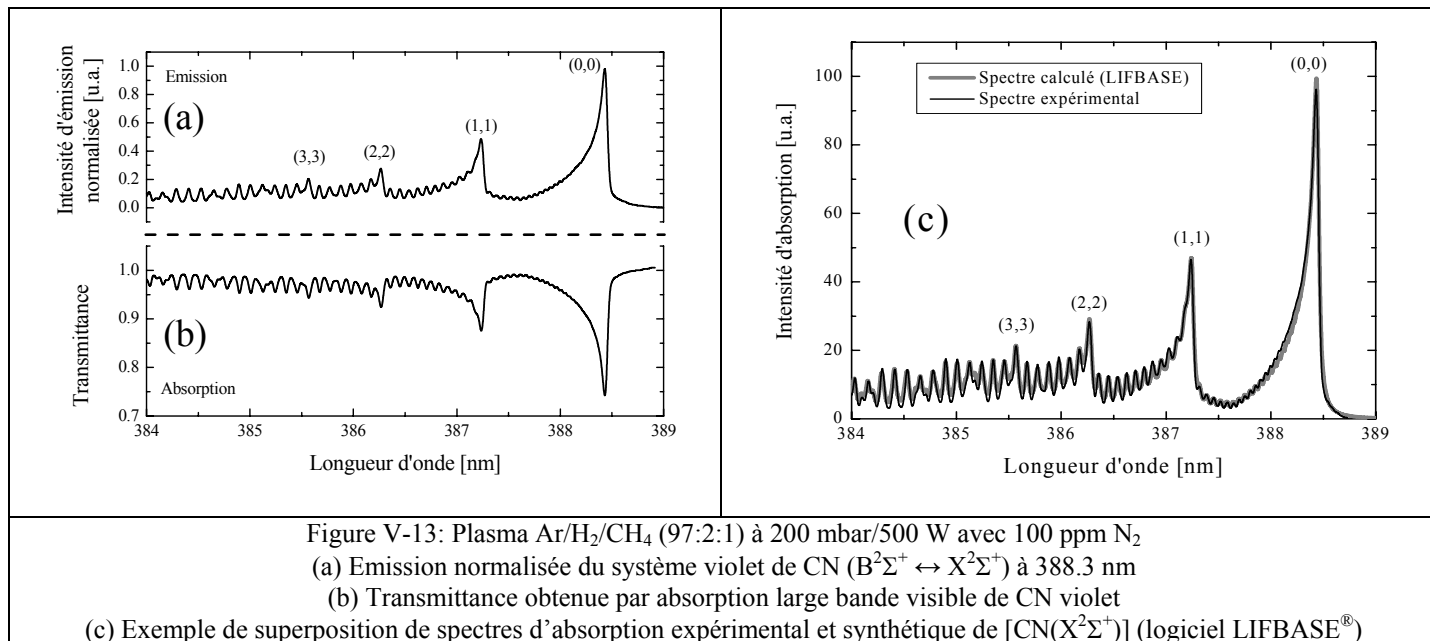 Emission
(a)
(0,0)
(1,1)
(2,2)
(3,3)
Intensité d'émission
normalisée [u.a.]
1.0
0.8
0.6
0.4
0.2
0.0
1.0
0.9
0.8
0.7
Transmittance
(b)
Absorption
384 385 386 387 388 389
Longueur d'onde [nm]
Spectre calculé (LIFBASE)
Spectre expérimental
(0,0)
(c)
(1,1)
(2,2)
(3,3)
Intensité d'absorption [u.a.]
100
80
60
40
20
0
384 385 386 387 388 389
Longueur d'onde [nm]
Figure V-13: Plasma Ar/H₂/CH₄ (97:2:1) à 200 mbar/500 W avec 100 ppm N₂
(a) Emission normalisée du système violet de CN (B²Σ⁺ ↔ X²Σ⁺) à 388.3 nm
(b) Transmittance obtenue par absorption large bande visible de CN violet
(c) Exemple de superposition de spectres d'absorption expérimental et synthétique de [CN(X²Σ⁺)] (logiciel LIFBASE®)